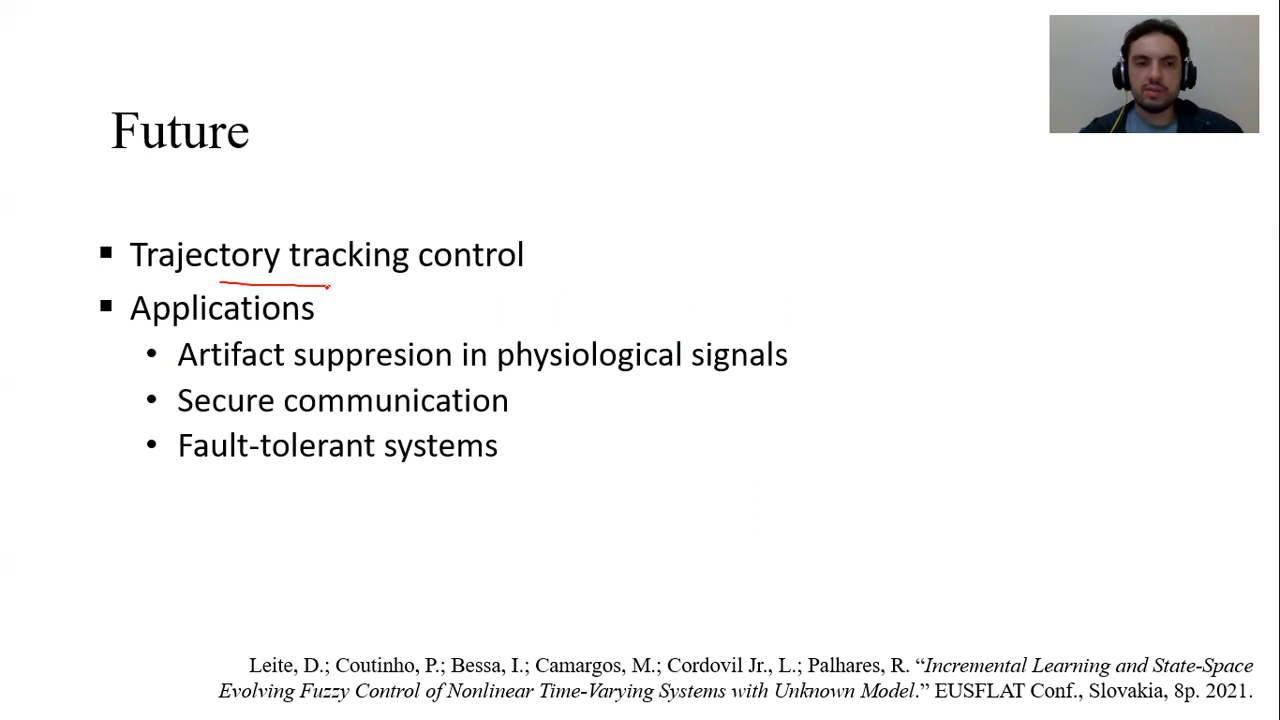 Future
▪ Trajectory tracking control
▪ Applications
• Artifact suppresion in physiological signals
• Secure communication
• Fault-tolerant systems
Leite, D.; Coutinho, P.; Bessa, I.; Camargos, M.; Cordovil Jr., L.; Palhares, R. “Incremental Learning and State-Space
Evolving Fuzzy Control of Nonlinear Time-Varying Systems with Unknown Model.” EUSFLAT Conf., Slovakia, 8p. 2021.